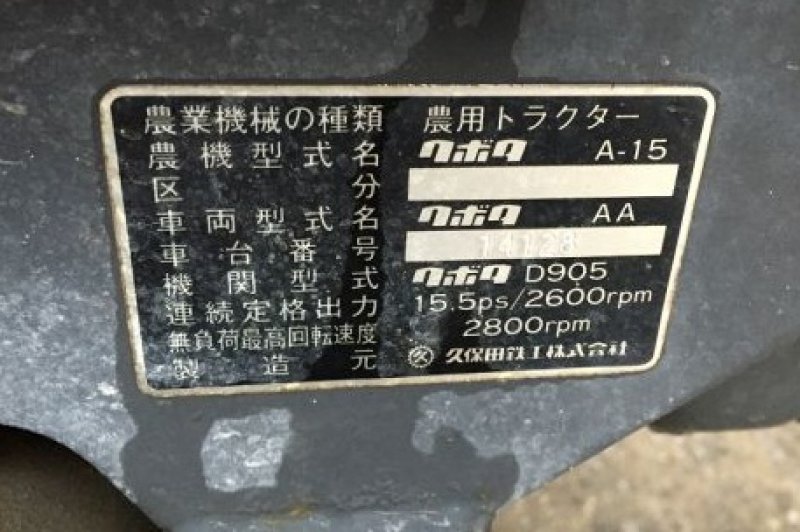 農業機械の種類 農用トラクター
農機型式名 クボタ A-15
区分
車両型式名 クボタ AA
車台番号 14128
機関型式 クボタ D905
連続定格出力 15.5ps/2600rpm
無負荷最高回転速度 2800rpm
製造元 久 久保田鉄工株式会社